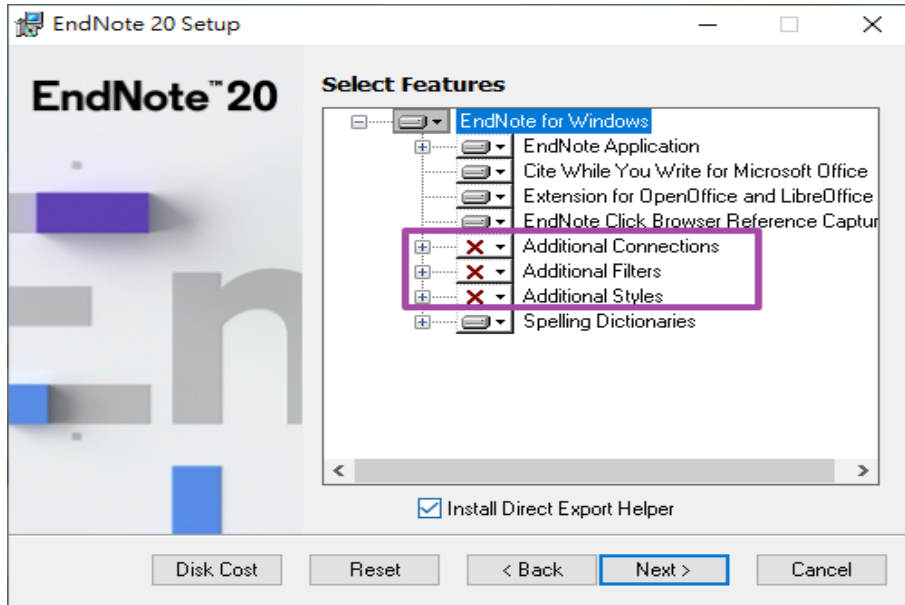 EndNote 20 Setup
EndNote™20
Select Features
EndNote for Windows
EndNote Application
Cite While You Write for Microsoft Office
Extension for OpenOffice and LibreOffice
EndNote Click Browser Reference Captur
Additional Connections
Additional Filters
Additional Styles
Spelling Dictionaries
Install Direct Export Helper
Disk Cost Reset < Back Next > Cancel